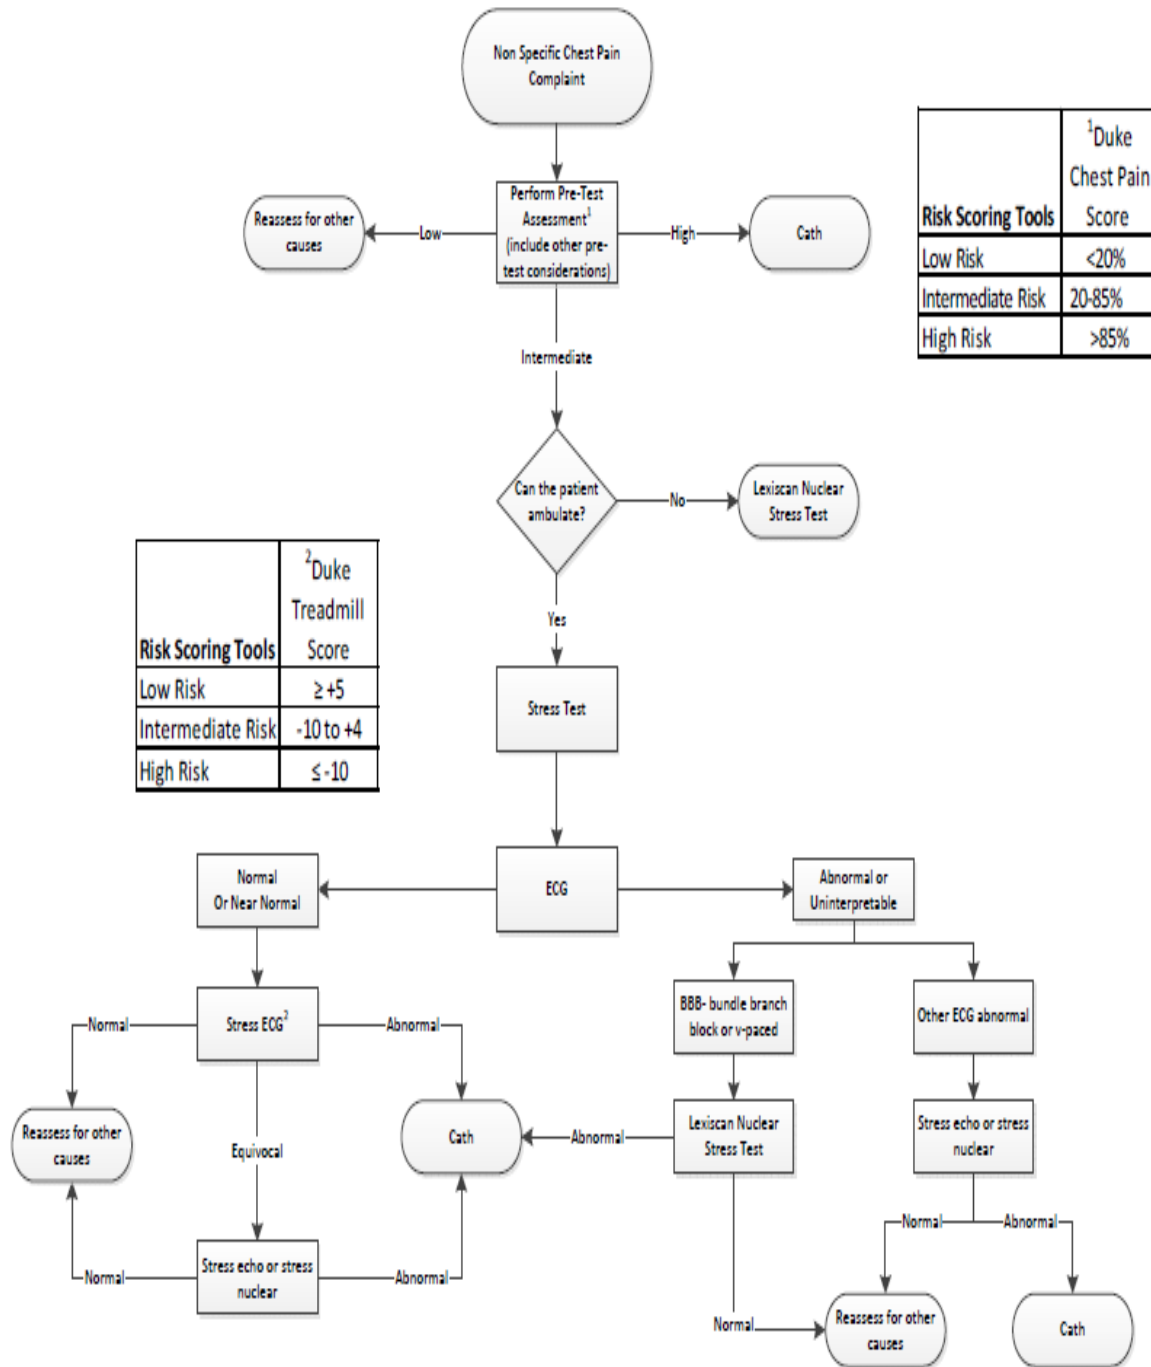 Non Specific Chest Pain
Complaint
Perform Pre-Test
Assessment1
(include other pre-
test considerations)
Low
Reassess for other
causes
High
Cath
1Duke
Chest Pain
Risk Scoring Tools Score
Low Risk <20%
Intermediate Risk 20-85%
High Risk >85%
Intermediate
Can the patient
ambulate?
No
Lexiscan Nuclear
Stress Test
Yes
2Duke
Treadmill
Risk Scoring Tools Score
Low Risk ≥ +5
Intermediate Risk -10 to +4
High Risk ≤ -10
Stress Test
ECG
Normal
Or Near Normal
Abnormal or
Uninterpretable
Stress ECG2
Normal
Abnormal
Equivocal
Reassess for other
causes
Cath
Stress echo or stress
nuclear
Normal
Abnormal
BBB- bundle branch
block or v-paced
Other ECG abnormal
Lexiscan Nuclear
Stress Test
Abnormal
Normal
Stress echo or stress
nuclear
Normal
Abnormal
Reassess for other
causes
Cath